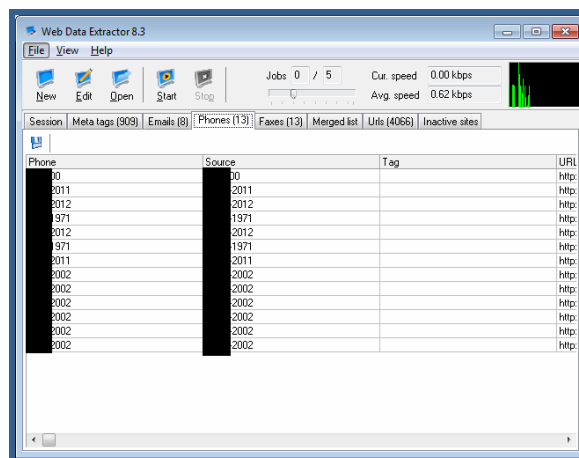 Web Data Extractor 8.3
File View Help
New Edit Open Start Stop Jobs 0 / 5 Cur. speed 0.00 kbps
Avg. speed 0.62 kbps
Session Meta tags (909) Emails (8) Phones (13) Faxes (13) Merged list Urls (4066) Inactive sites
Phone Source Tag URL
00 00 http:
2011 -2011 http:
2012 -2012 http:
1971 -1971 http:
2012 -2012 http:
1971 -1971 http:
2011 -2011 http:
2002 -2002 http:
2002 -2002 http:
2002 -2002 http:
2002 -2002 http:
2002 -2002 http:
2002 -2002 http: